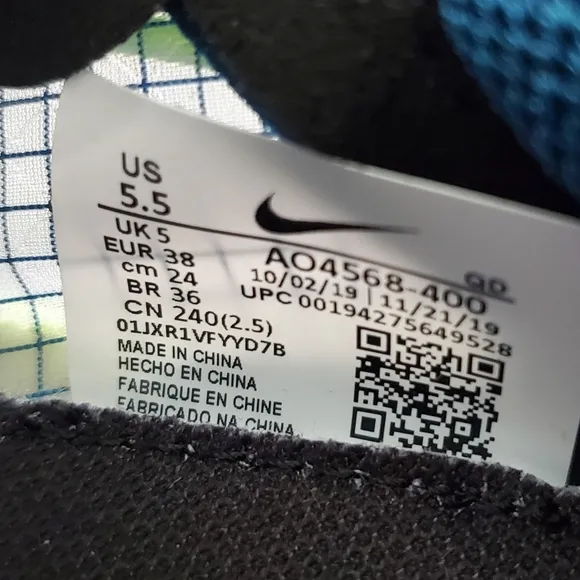 US
5.5
UK 5
EUR 38
cm 24
BR 36
CN 240(2.5)
01JXR1VFYYD7B
MADE IN CHINA
HECHO EN CHINA
FABRIQUE EN CHINE
FABRICADO NA CHINA
QD
AO4568-400
10/02/19 | 11/21/19
UPC 00194275649528